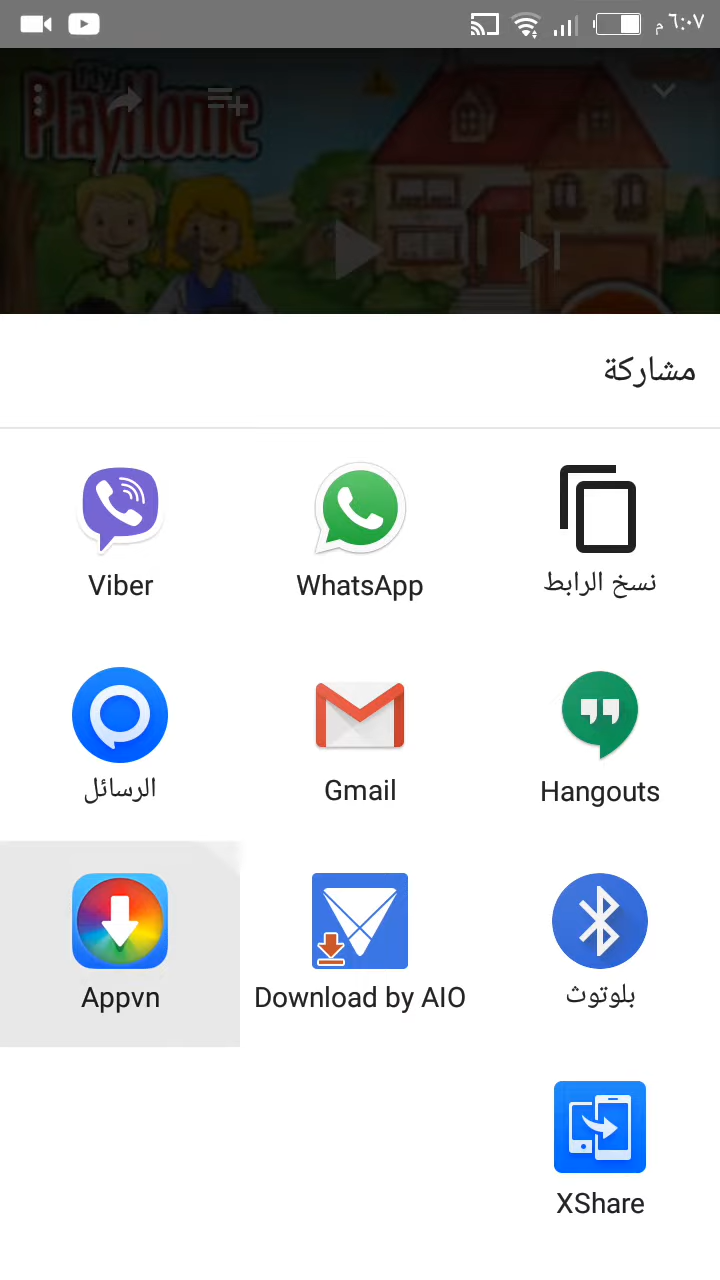 ٦:٠٧ م
My
PlayHome
مشاركة
نسخ الرابط
WhatsApp
Viber
Hangouts
Gmail
الرسائل
بلوتوث
Download by AIO
Appvn
XShare